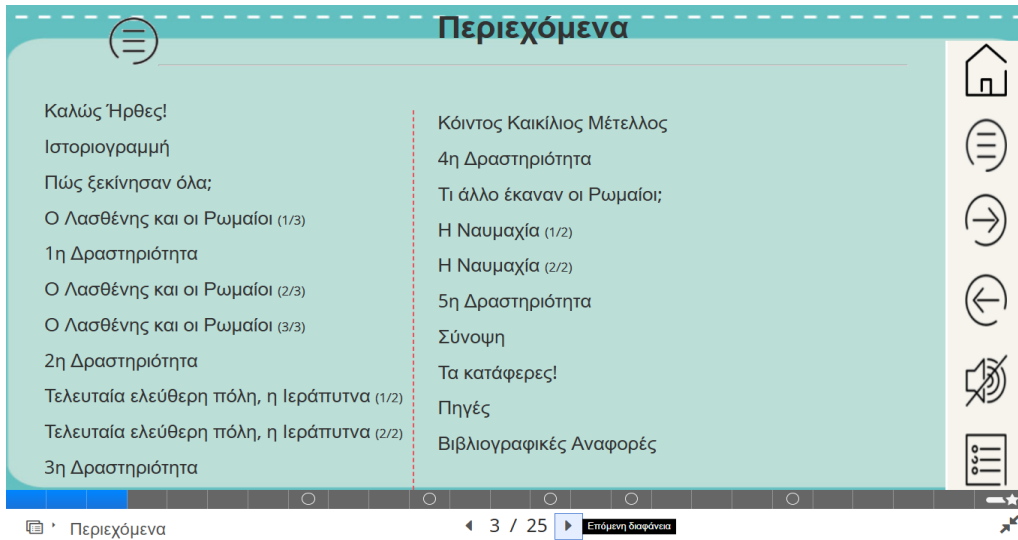 Περιεχόμενα
Καλώς Ήρθες!
Ιστοριογραμμή
Πώς ξεκίνησαν όλα;
Ο Λασθένης και οι Ρωμαίοι (1/3)
1η Δραστηριότητα
Ο Λασθένης και οι Ρωμαίοι (2/3)
Ο Λασθένης και οι Ρωμαίοι (3/3)
2η Δραστηριότητα
Τελευταία ελεύθερη πόλη, η Ιεράπυτνα (1/2)
Τελευταία ελεύθερη πόλη, η Ιεράπυτνα (2/2)
3η Δραστηριότητα
Κόιντος Καικίλιος Μέτελλος
4η Δραστηριότητα
Τι άλλο έκαναν οι Ρωμαίοι;
Η Ναυμαχία (1/2)
Η Ναυμαχία (2/2)
5η Δραστηριότητα
Σύνοψη
Τα κατάφερες!
Πηγές
Βιβλιογραφικές Αναφορές
Περιεχόμενα
3 / 25
Επόμενη διαφάνεια